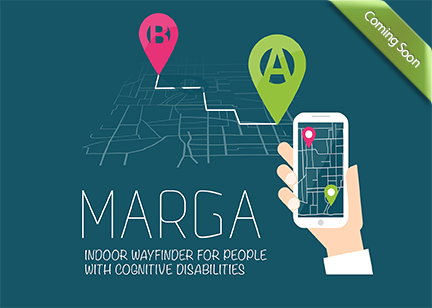 Coming Soon
B
A
MARGA
INDOOR WAYFINDER FOR PEOPLE
WITH COGNITIVE DISABILITIES